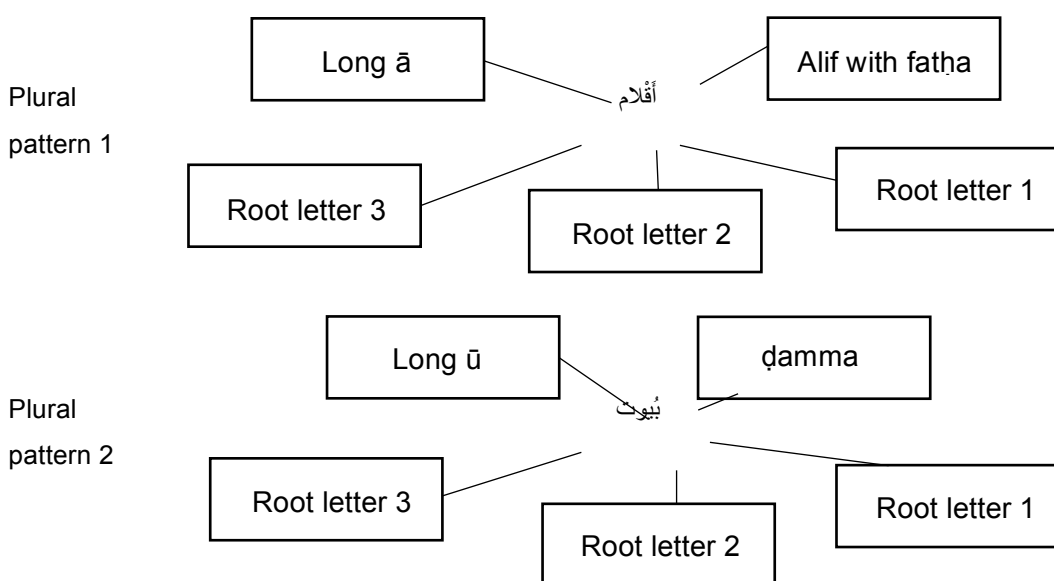 Long ā
Alif with fatḥa
Plural
pattern 1
أَقْلام
Root letter 3
Root letter 2
Root letter 1
Long ū
ḍamma
Plural
pattern 2
بُيوت
Root letter 3
Root letter 2
Root letter 1